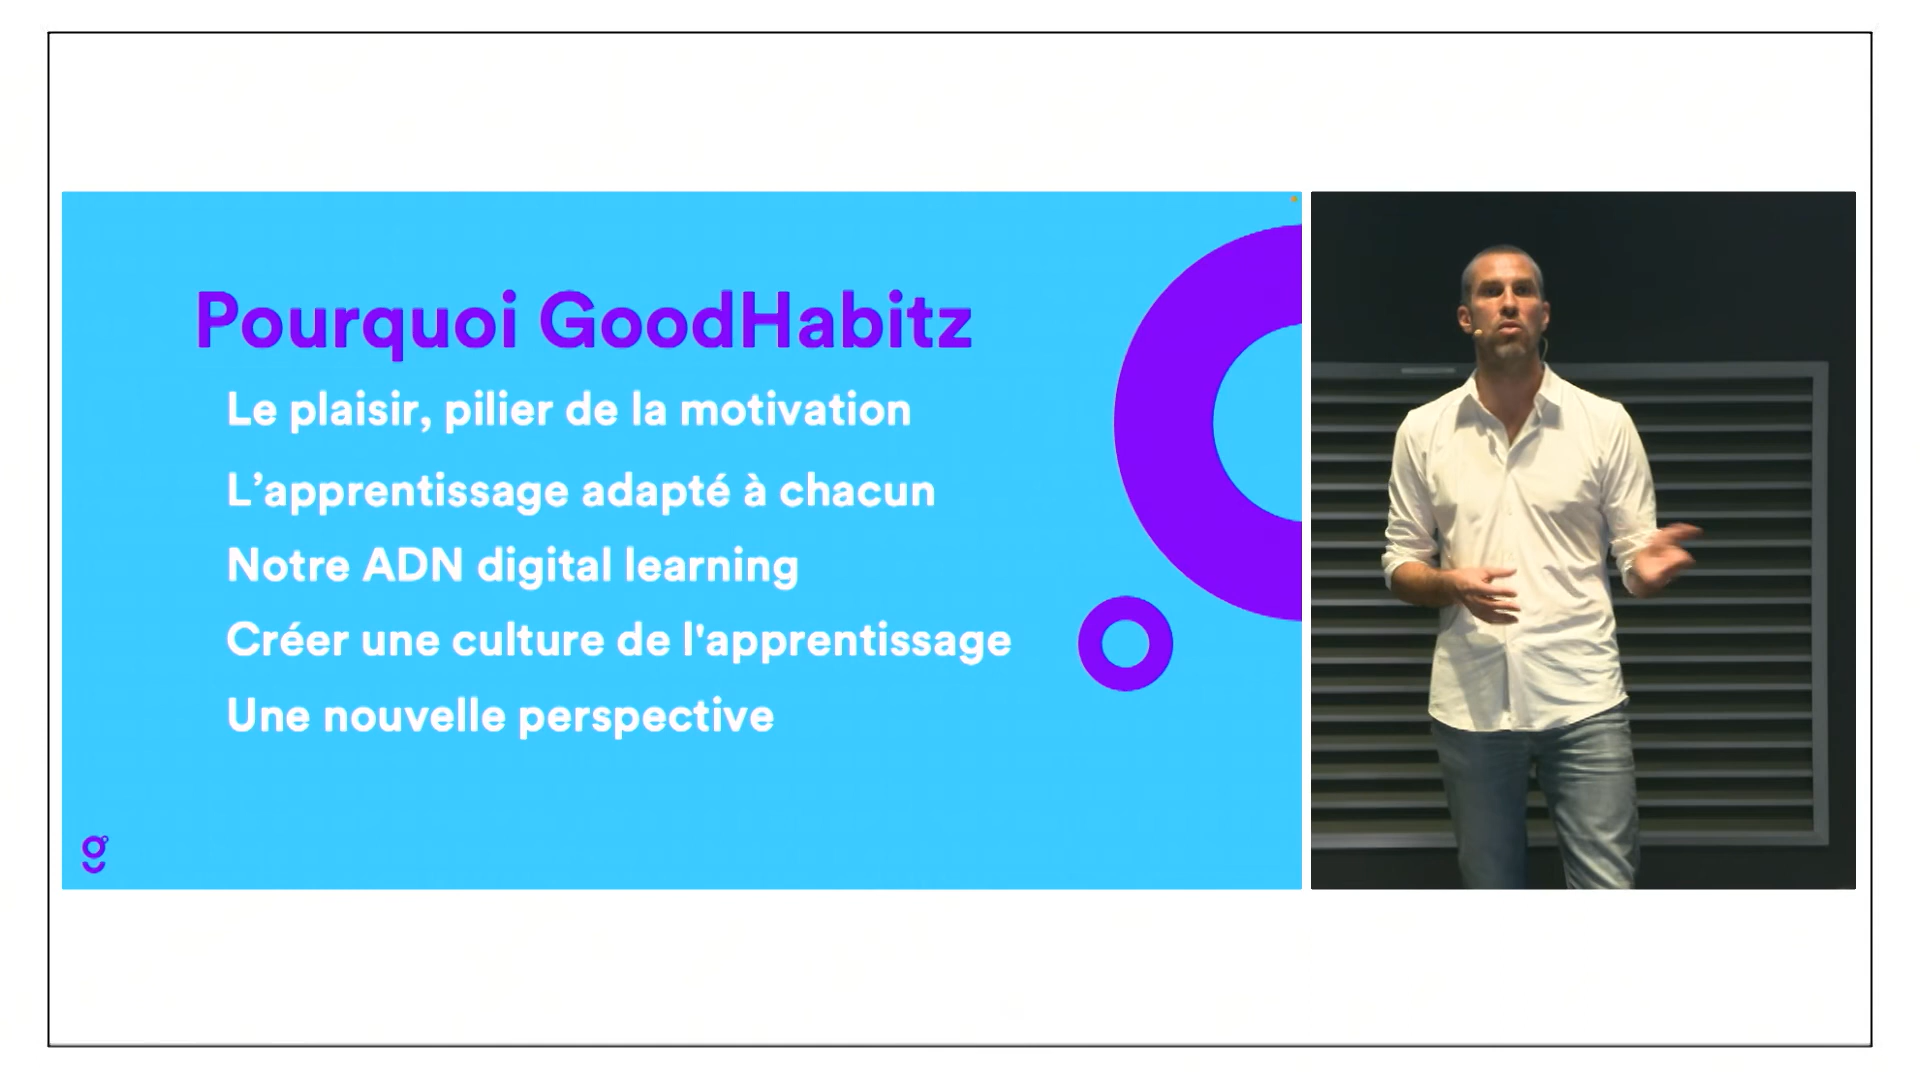 Pourquoi GoodHabitz
Le plaisir, pilier de la motivation
L’apprentissage adapté à chacun
Notre ADN digital learning
Créer une culture de l'apprentissage
Une nouvelle perspective